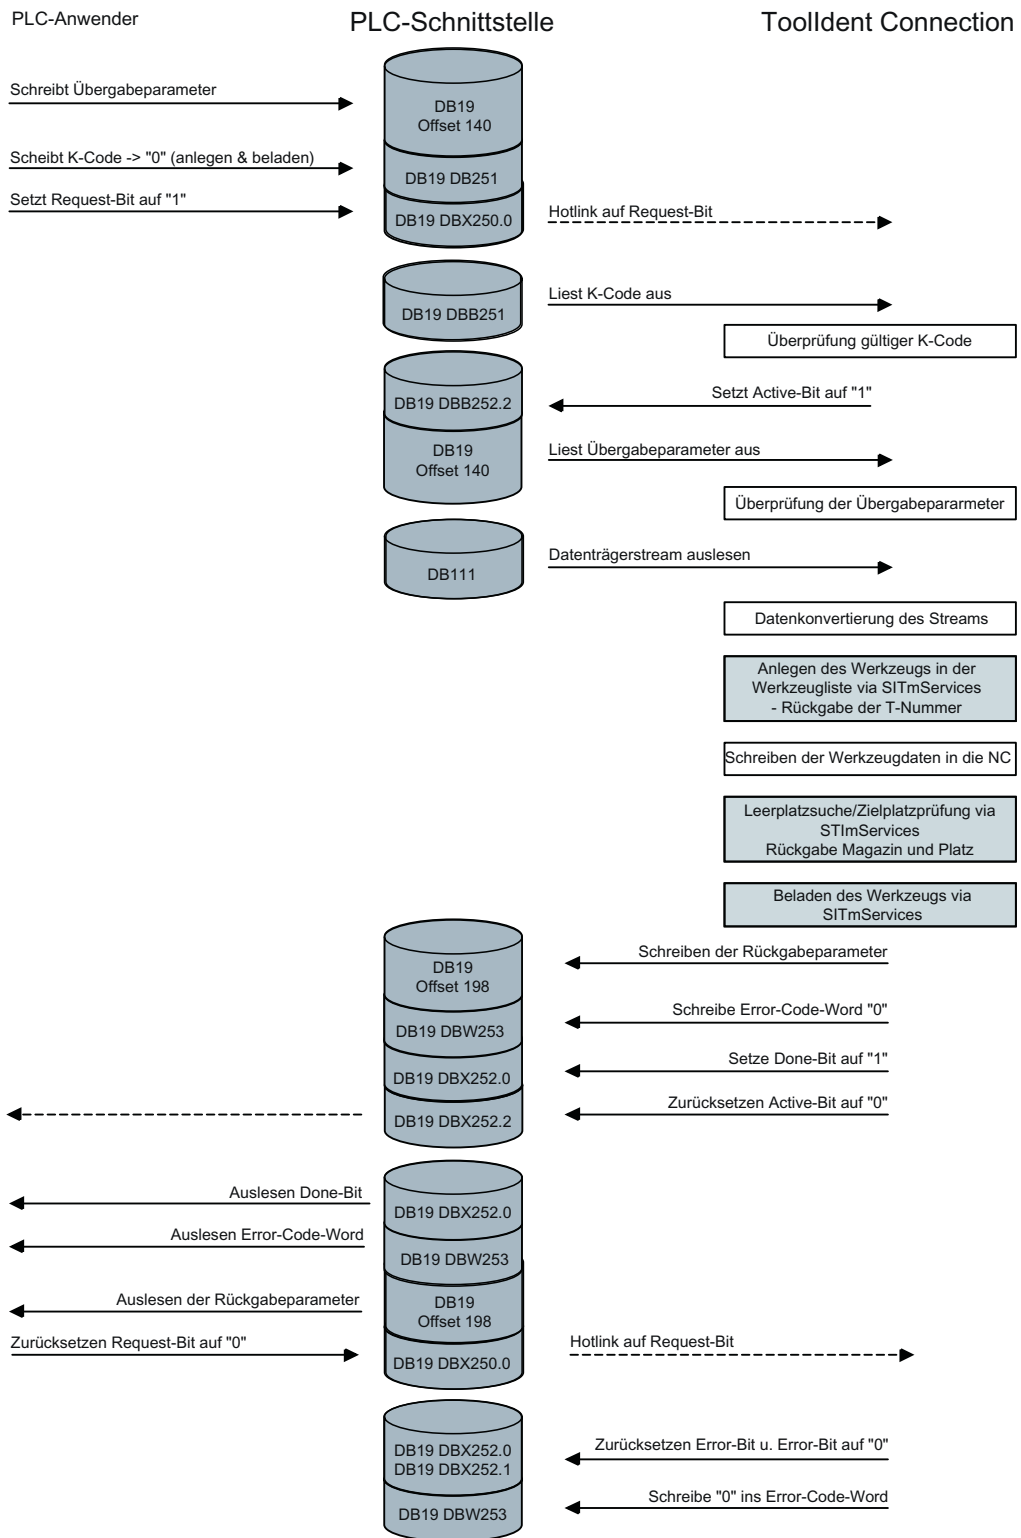 PLC-Anwender
PLC-Schnittstelle
ToolIdent Connection
Schreibt Übergabeparameter
DB19
Offset 140
Scheibt K-Code -> "0" (anlegen & beladen)
DB19 DB251
Setzt Request-Bit auf "1"
DB19 DBX250.0
Hotlink auf Request-Bit
DB19 DBB251
Liest K-Code aus
Überprüfung gültiger K-Code
DB19 DBB252.2
Setzt Active-Bit auf "1"
DB19
Offset 140
Liest Übergabeparameter aus
Überprüfung der Übergabepararmeter
DB111
Datenträgerstream auslesen
Datenkonvertierung des Streams
Anlegen des Werkzeugs in der
Werkzeugliste via SITmServices
- Rückgabe der T-Nummer
Schreiben der Werkzeugdaten in die NC
Leerplatzsuche/Zielplatzprüfung via
STImServices
Rückgabe Magazin und Platz
Beladen des Werkzeugs via
SITmServices
DB19
Offset 198
Schreiben der Rückgabeparameter
DB19 DBW253
Schreibe Error-Code-Word "0"
DB19 DBX252.0
Setze Done-Bit auf "1"
DB19 DBX252.2
Zurücksetzen Active-Bit auf "0"
Auslesen Done-Bit
DB19 DBX252.0
Auslesen Error-Code-Word
DB19 DBW253
Auslesen der Rückgabeparameter
DB19
Offset 198
Zurücksetzen Request-Bit auf "0"
DB19 DBX250.0
Hotlink auf Request-Bit
DB19 DBX252.0
DB19 DBX252.1
Zurücksetzen Error-Bit u. Error-Bit auf "0"
DB19 DBW253
Schreibe "0" ins Error-Code-Word